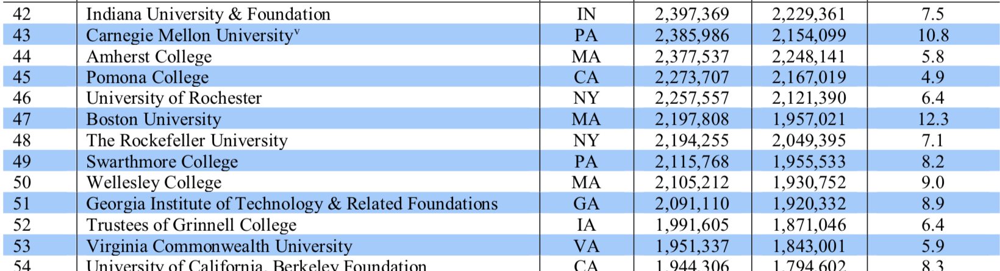 42 Indiana University & Foundation IN 2,397,369 2,229,361 7.5
43 Carnegie Mellon Universityᵛ PA 2,385,986 2,154,099 10.8
44 Amherst College MA 2,377,537 2,248,141 5.8
45 Pomona College CA 2,273,707 2,167,019 4.9
46 University of Rochester NY 2,257,557 2,121,390 6.4
47 Boston University MA 2,197,808 1,957,021 12.3
48 The Rockefeller University NY 2,194,255 2,049,395 7.1
49 Swarthmore College PA 2,115,768 1,955,533 8.2
50 Wellesley College MA 2,105,212 1,930,752 9.0
51 Georgia Institute of Technology & Related Foundations GA 2,091,110 1,920,332 8.9
52 Trustees of Grinnell College IA 1,991,605 1,871,046 6.4
53 Virginia Commonwealth University VA 1,951,337 1,843,001 5.9
54 University of California, Berkeley Foundation CA 1,944,306 1,794,602 8.3